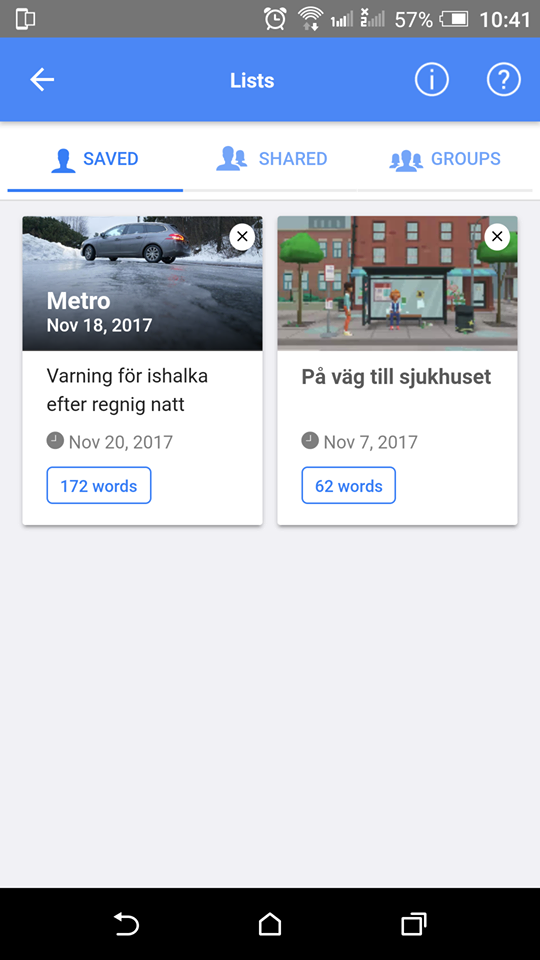 57% 10:41
Lists
SAVED SHARED GROUPS
Metro
Nov 18, 2017
Varning för ishalka
efter regnig natt
Nov 20, 2017
172 words
På väg till sjukhuset
Nov 7, 2017
62 words